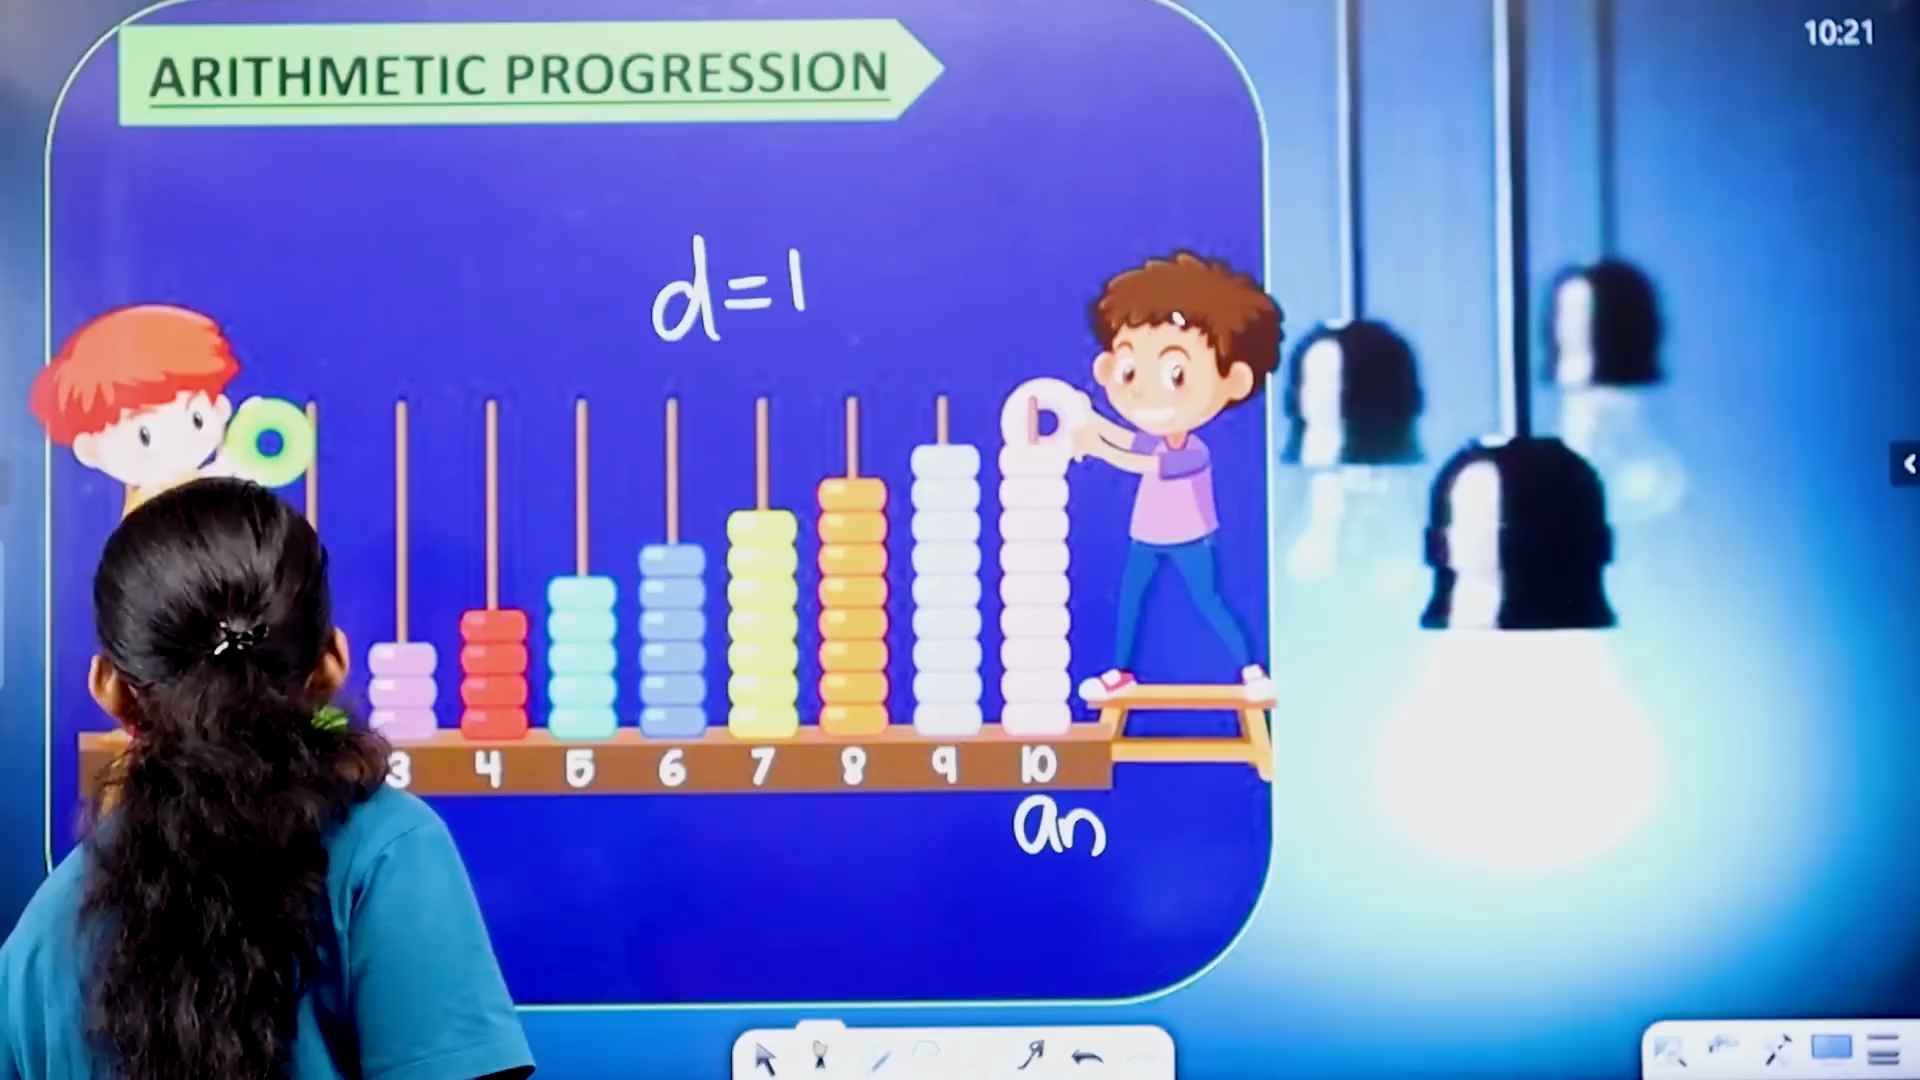 10:21
ARITHMETIC PROGRESSION
d=1
3 4 5 6 7 8 9 10
an